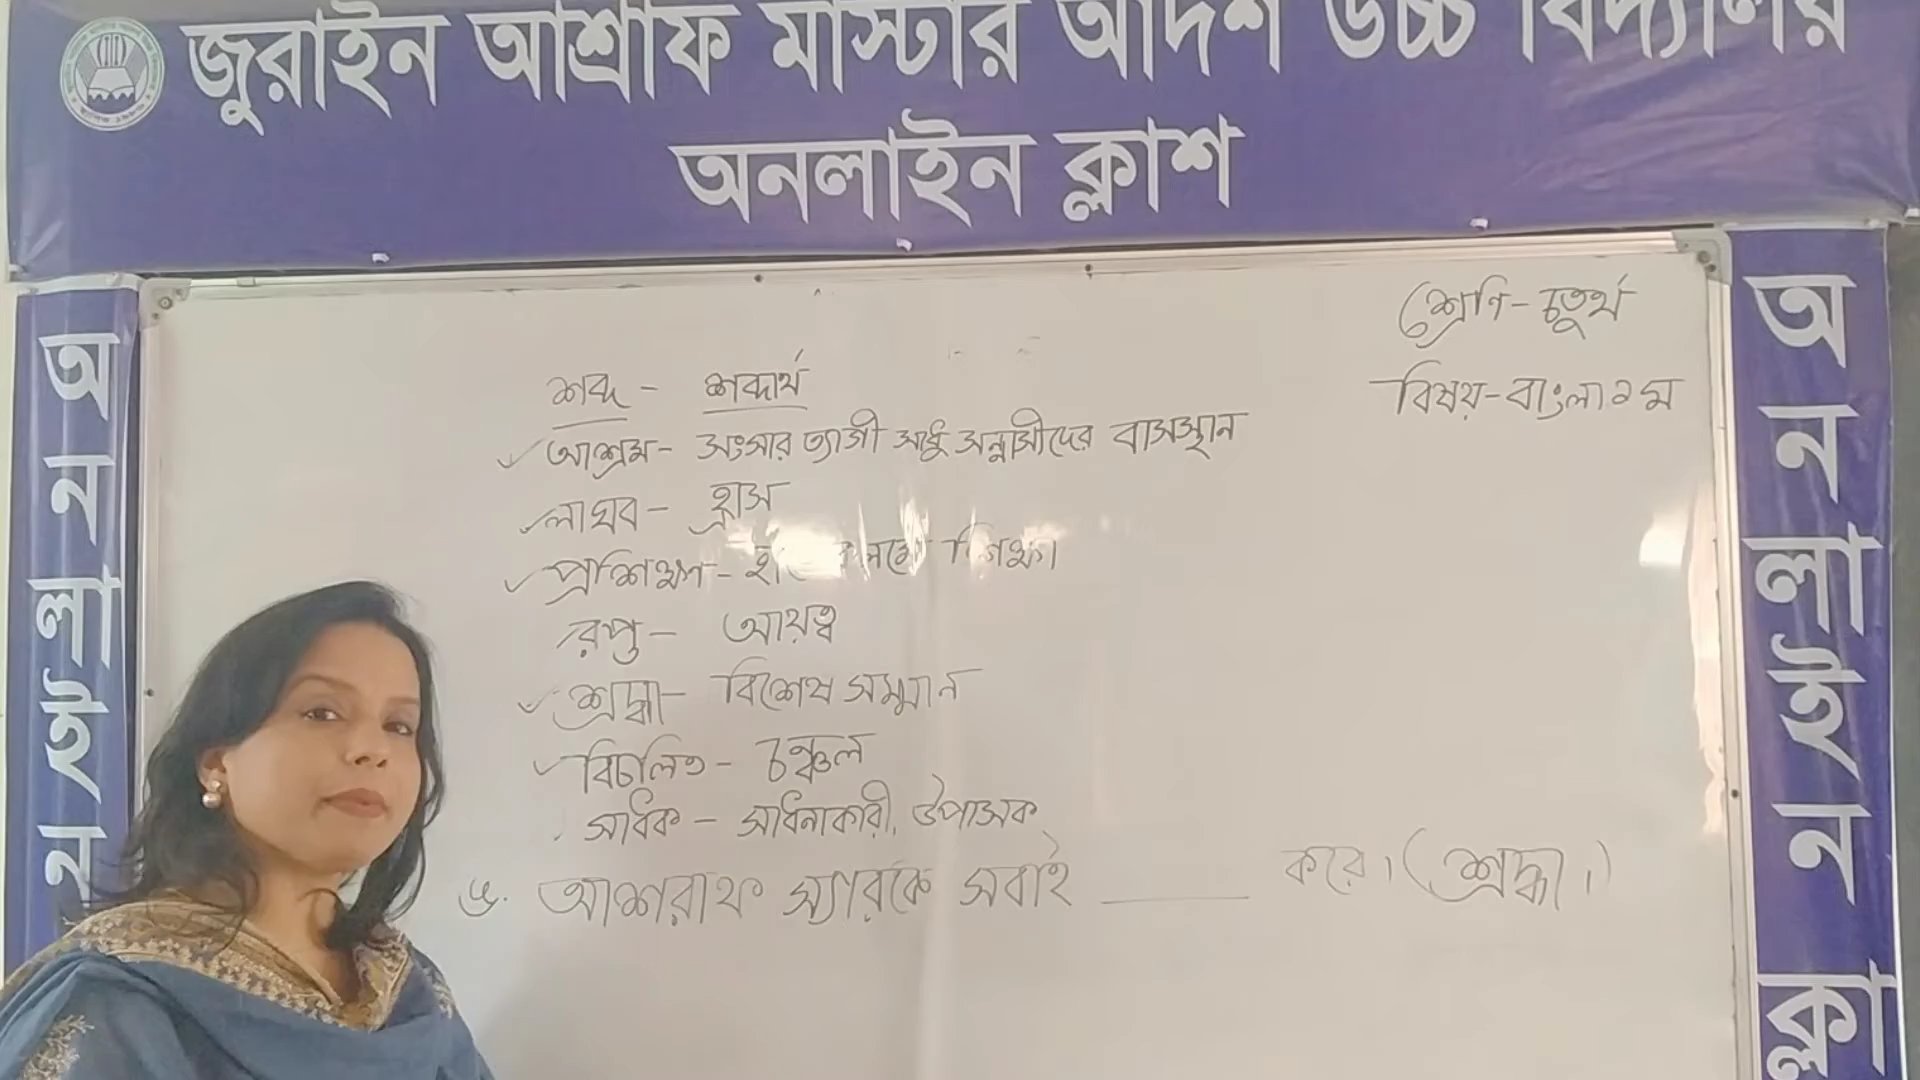 জুরাইন আশ্রাফ মাস্টার আদর্শ উচ্চ বিদ্যালয়
অনলাইন ক্লাশ
শ্রেণি - চতুর্থ
বিষয় - বাংলা ১ম
শব্দ - শব্দার্থ
আশ্রম - সংসার ত্যাগী সাধু সন্ন্যাসীদের বাসস্থান
লাঘব - হ্রাস
প্রশিক্ষণ - শিক্ষা
রপ্ত - আয়ত্ব
শ্রদ্ধা - বিশেষ সম্মান
বিচলিত - চঞ্চল
সাধক - সাধনাকারী, উপাসক
৬. আশরাফ স্যারকে সবাই ______ করে। (শ্রদ্ধা।)
অনলাইন
অনলাইন ক্লা